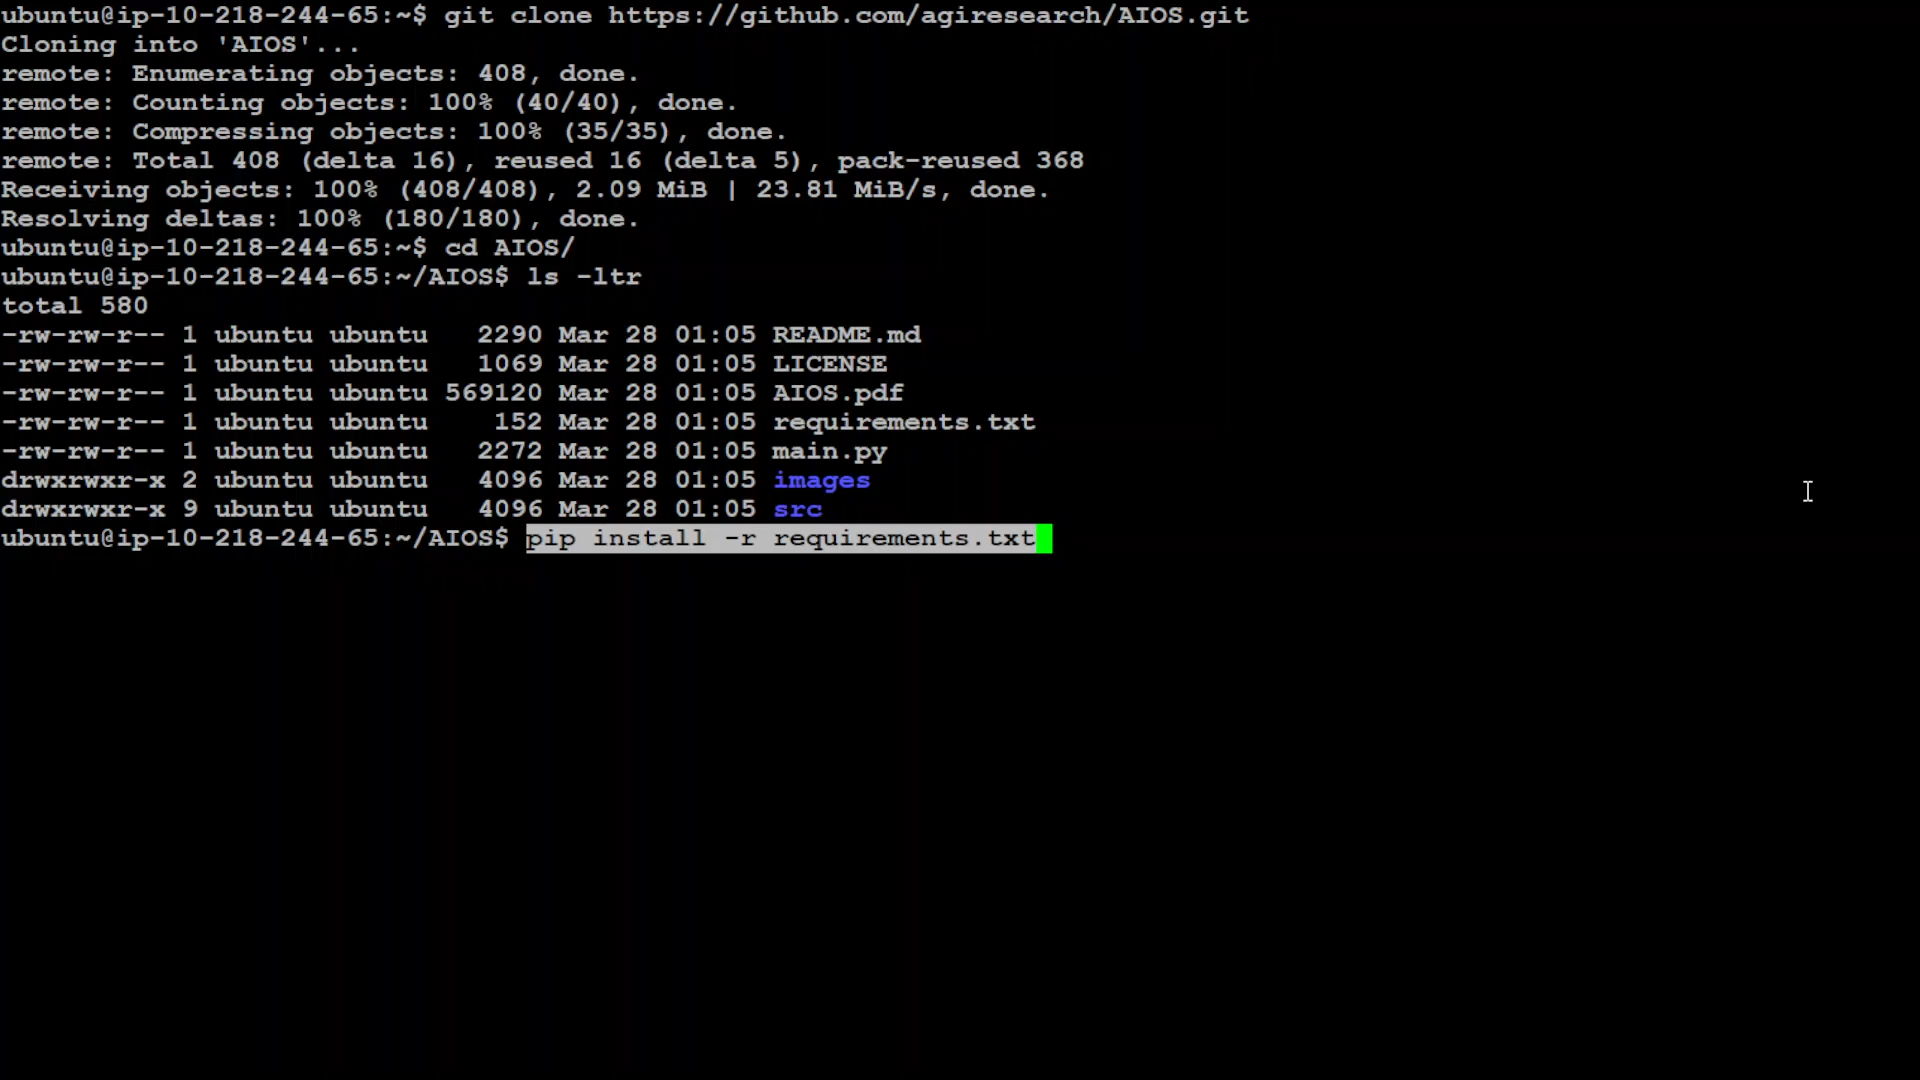 ubuntu@ip-10-218-244-65:~$ git clone https://github.com/agiresearch/AIOS.git
Cloning into 'AIOS'...
remote: Enumerating objects: 408, done.
remote: Counting objects: 100% (40/40), done.
remote: Compressing objects: 100% (35/35), done.
remote: Total 408 (delta 16), reused 16 (delta 5), pack-reused 368
Receiving objects: 100% (408/408), 2.09 MiB | 23.81 MiB/s, done.
Resolving deltas: 100% (180/180), done.
ubuntu@ip-10-218-244-65:~$ cd AIOS/
ubuntu@ip-10-218-244-65:~/AIOS$ ls -ltr
total 580
-rw-rw-r-- 1 ubuntu ubuntu   2290 Mar 28 01:05 README.md
-rw-rw-r-- 1 ubuntu ubuntu   1069 Mar 28 01:05 LICENSE
-rw-rw-r-- 1 ubuntu ubuntu 569120 Mar 28 01:05 AIOS.pdf
-rw-rw-r-- 1 ubuntu ubuntu    152 Mar 28 01:05 requirements.txt
-rw-rw-r-- 1 ubuntu ubuntu   2272 Mar 28 01:05 main.py
drwxrwxr-x 2 ubuntu ubuntu   4096 Mar 28 01:05 images
drwxrwxr-x 9 ubuntu ubuntu   4096 Mar 28 01:05 src
ubuntu@ip-10-218-244-65:~/AIOS$ pip install -r requirements.txt